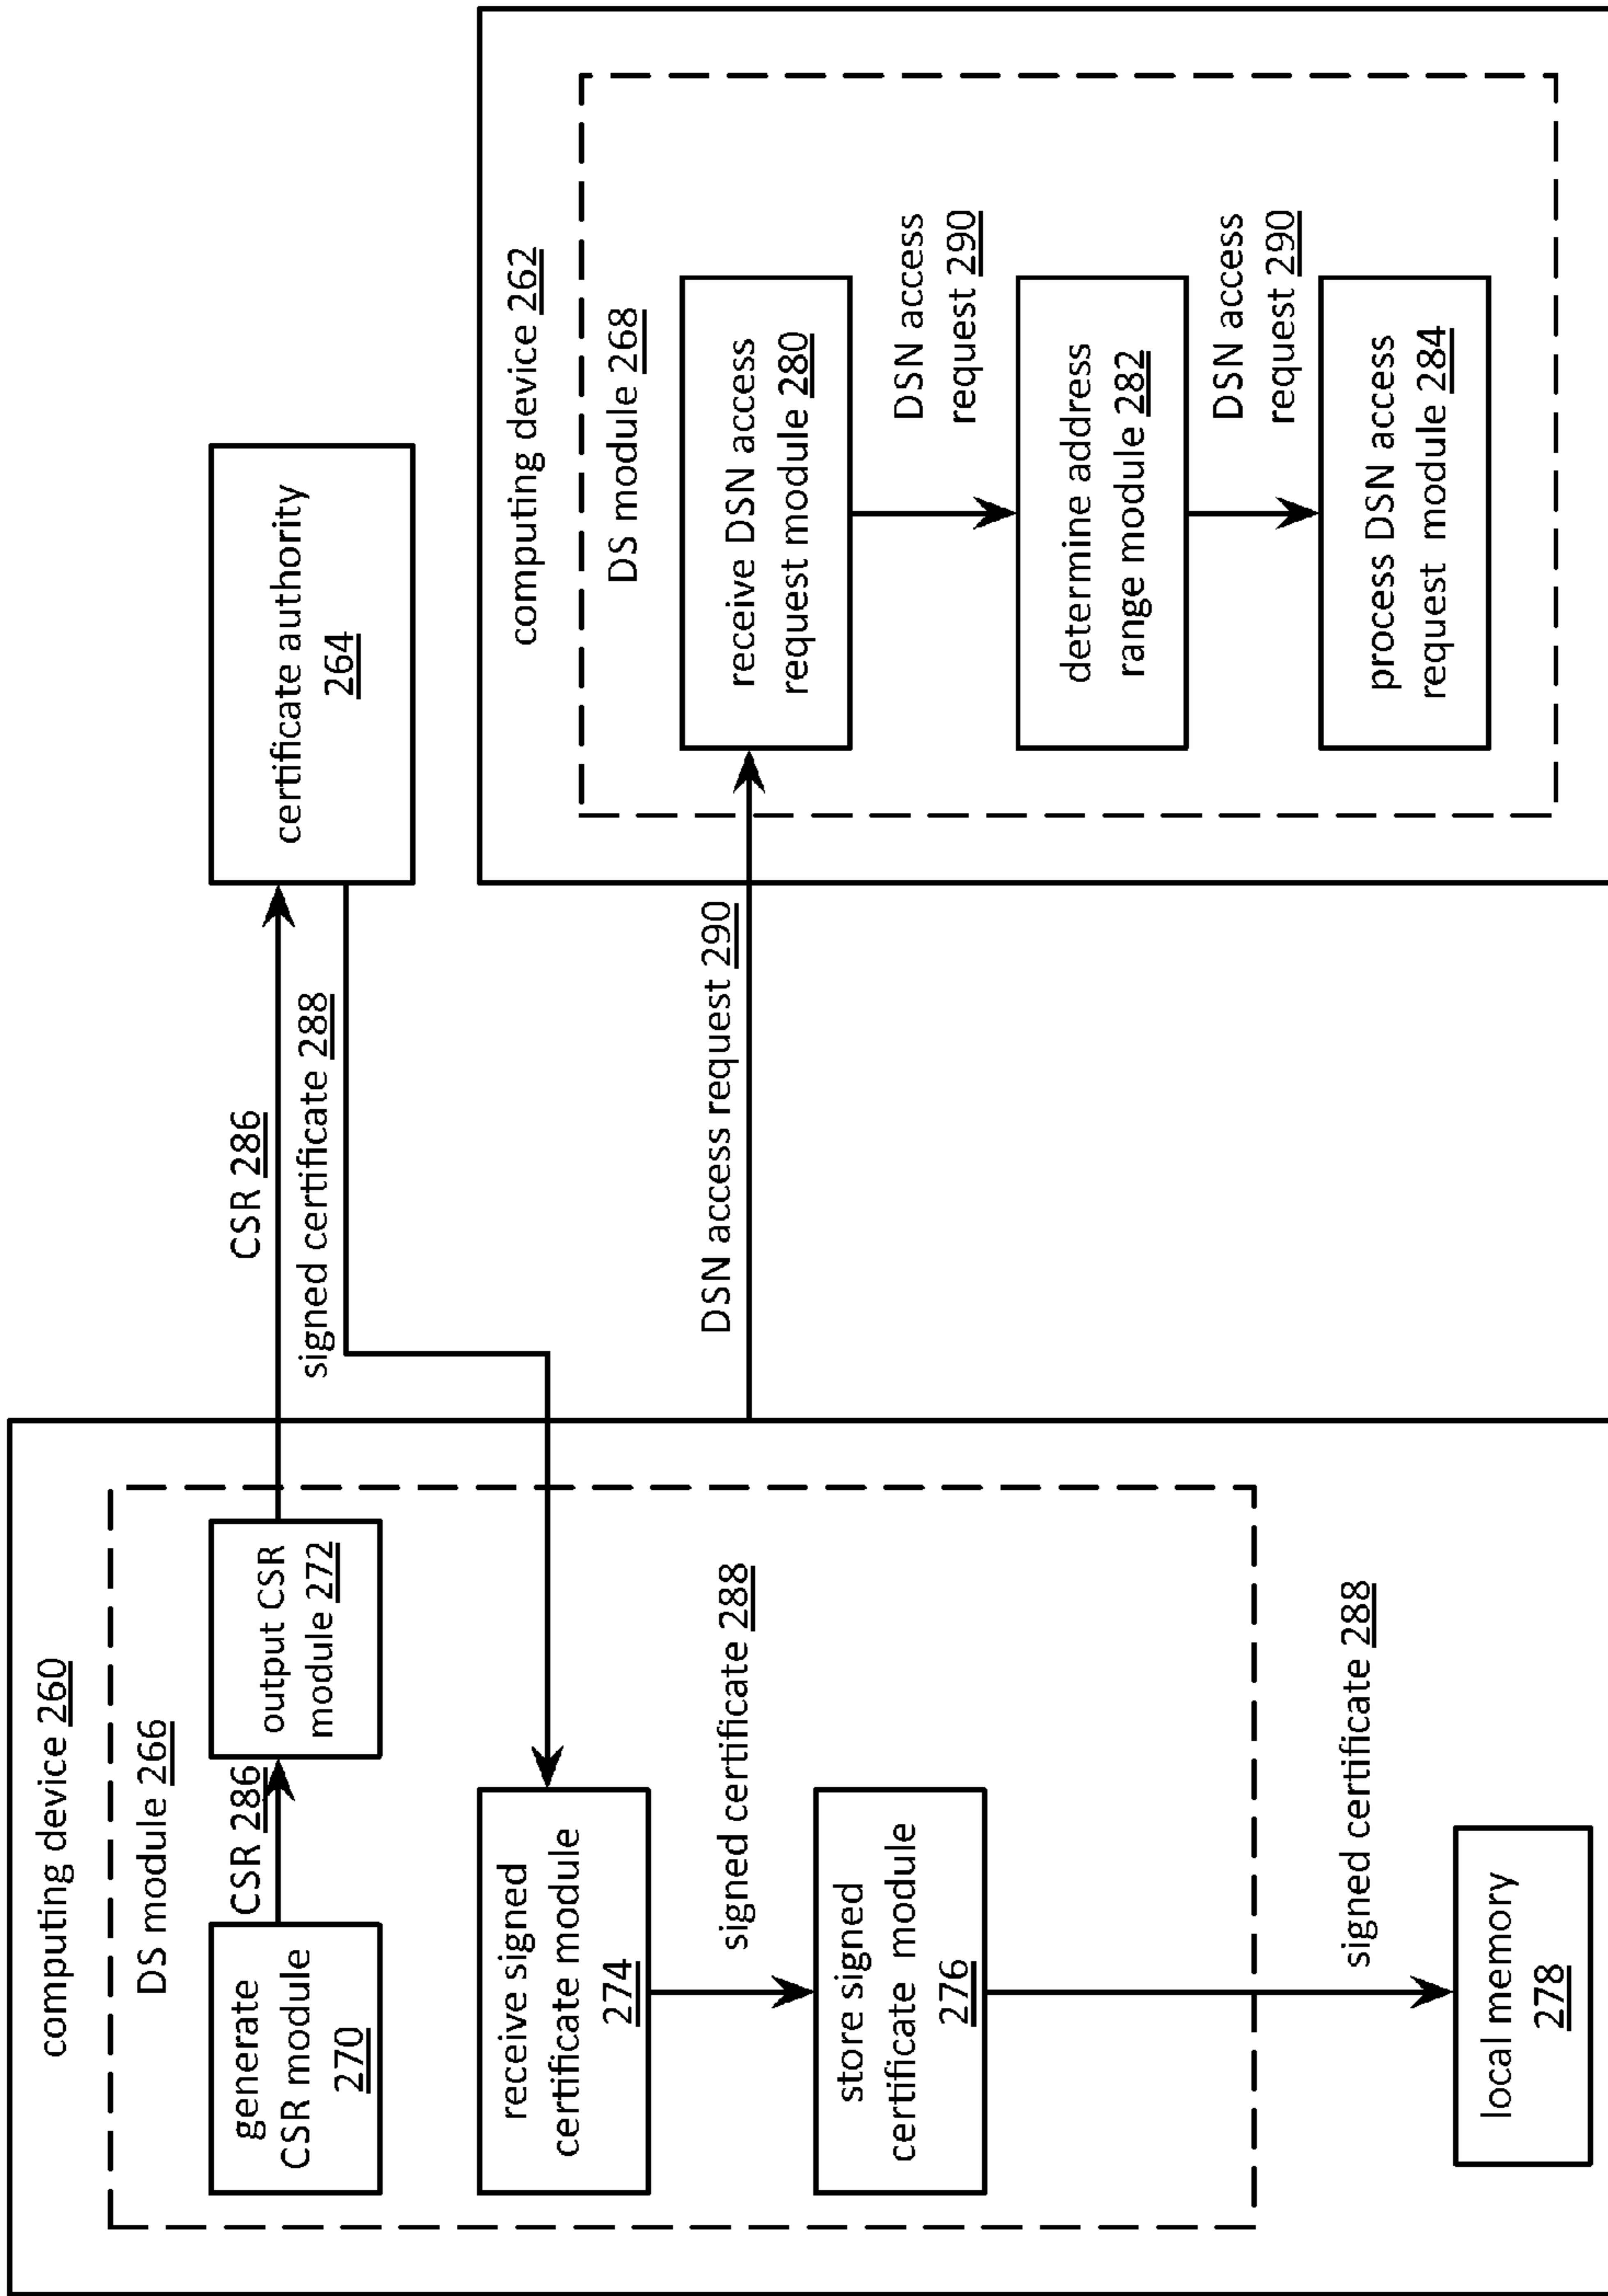 computing device 260
DS module 266
generate
CSR module
270
CSR 286
output CSR
module 272
CSR 286
signed certificate 288
certificate authority
264
receive signed
certificate module
274
signed certificate 288
store signed
certificate module
276
signed certificate 288
local memory
278
DSN access request 290
computing device 262
DS module 268
receive DSN access
request module 280
DSN access
request 290
determine address
range module 282
DSN access
request 290
process DSN access
request module 284